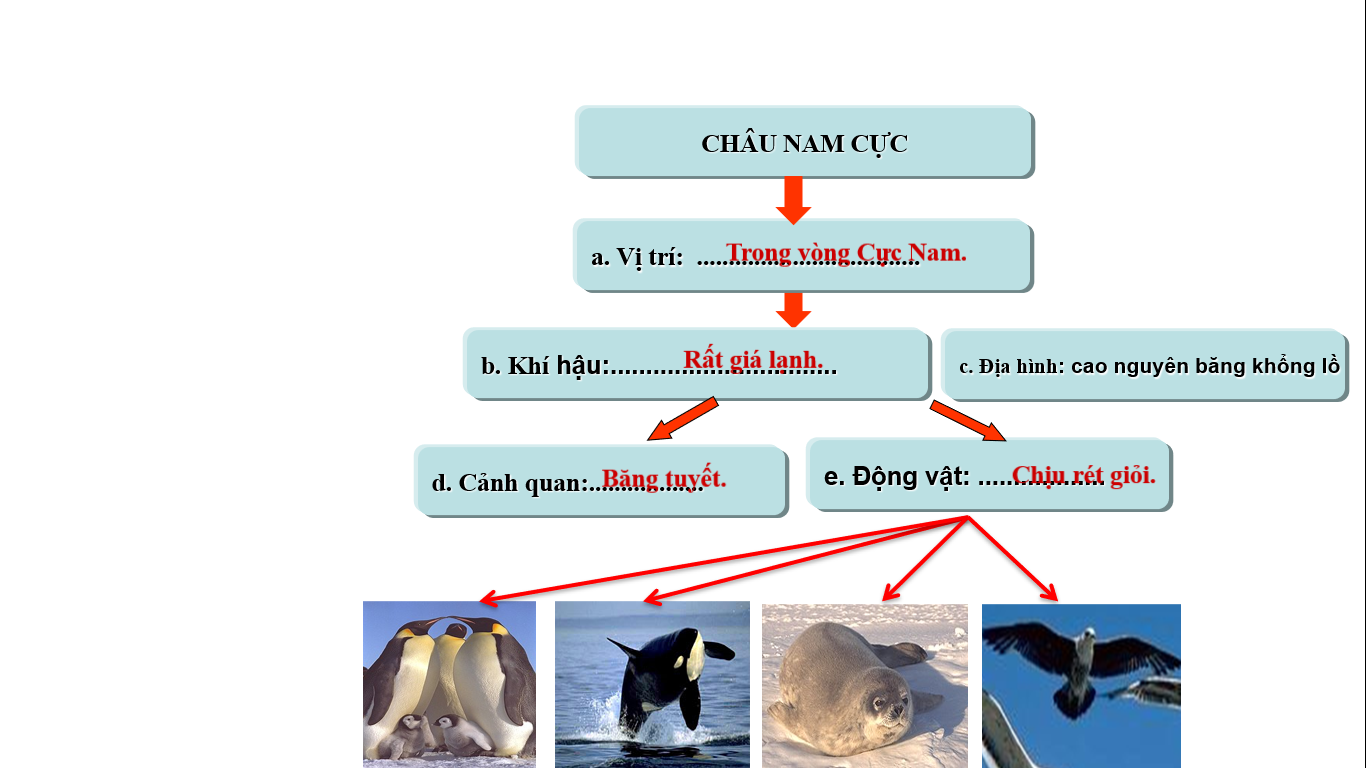 CHÂU NAM CỰC
a. Vị trí: ................................... Trong vòng Cực Nam.
b. Khí hậu:................................ Rất giá lạnh.
c. Địa hình: cao nguyên băng khổng lồ
d. Cảnh quan:.................. Băng tuyết.
e. Động vật: .................. Chịu rét giỏi.